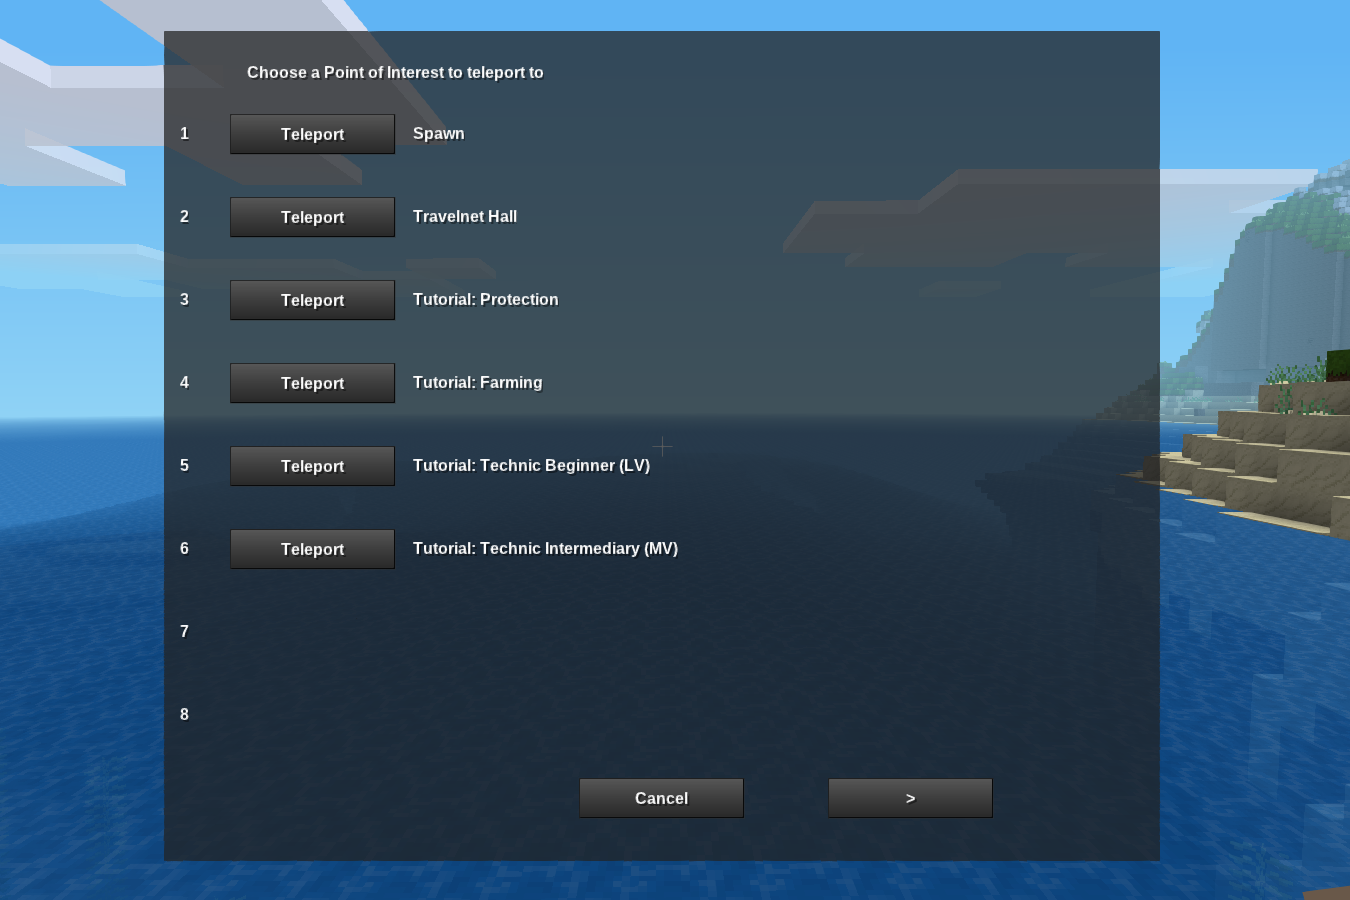 Choose a Point of Interest to teleport to
1 Teleport Spawn
2 Teleport Travelnet Hall
3 Teleport Tutorial: Protection
4 Teleport Tutorial: Farming
5 Teleport Tutorial: Technic Beginner (LV)
6 Teleport Tutorial: Technic Intermediary (MV)
7
8
Cancel >